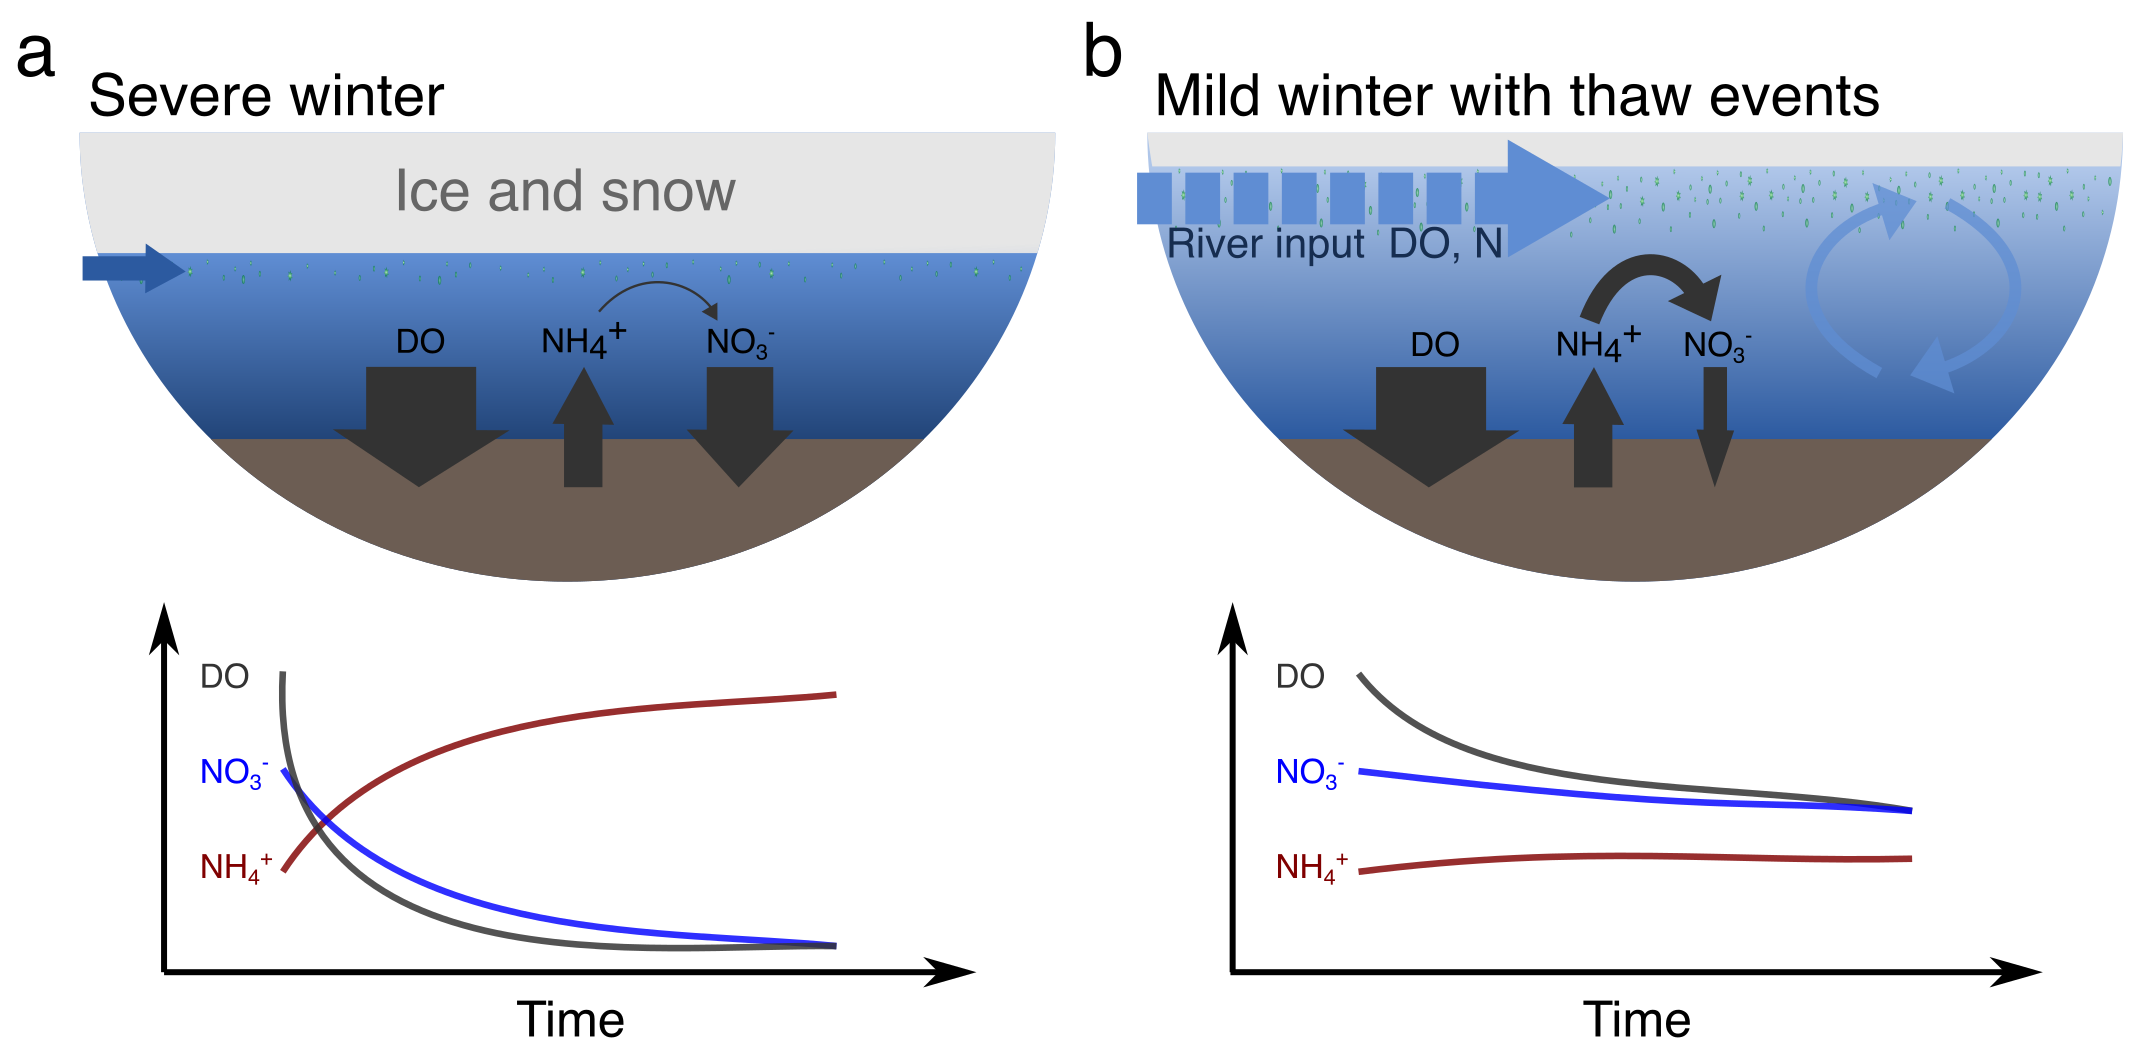 a
Severe winter
Ice and snow
DO NH4+ NO3-
DO
NO3-
NH4+
Time
b
Mild winter with thaw events
River input DO, N
DO NH4+ NO3-
DO
NO3-
NH4+
Time